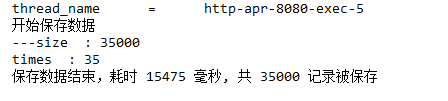 thread_name     =     http-apr-8080-exec-5
开始保存数据
---size  : 35000
times  : 35
保存数据结束，耗时 15475 毫秒, 共 35000 记录被保存